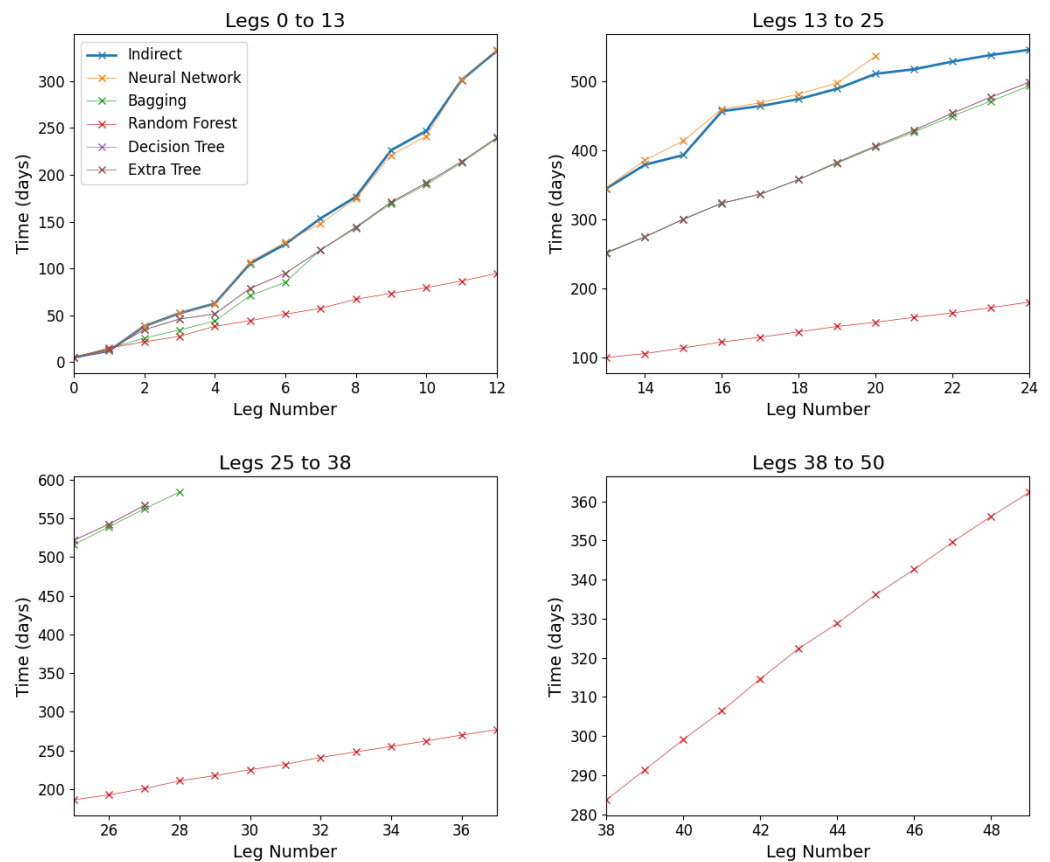 Legs 0 to 13
Time (days)
300
250
200
150
100
50
0
Indirect
Neural Network
Bagging
Random Forest
Decision Tree
Extra Tree
0 2 4 6 8 10 12
Leg Number
Legs 13 to 25
Time (days)
500
400
300
200
100
14 16 18 20 22 24
Leg Number
Legs 25 to 38
Time (days)
600
550
500
450
400
350
300
250
200
26 28 30 32 34 36
Leg Number
Legs 38 to 50
Time (days)
360
350
340
330
320
310
300
290
280
38 40 42 44 46 48
Leg Number